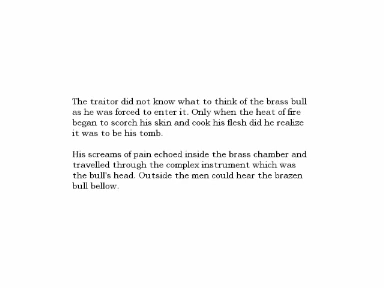 The traitor did not know what to think of the brass bull
as he was forced to enter it. Only when the heat of fire
began to scorch his skin and cook his flesh did he realize
it was to be his tomb.

His screams of pain echoed inside the brass chamber and
travelled through the complex instrument which was
the bull's head. Outside the men could hear the brazen
bull bellow.